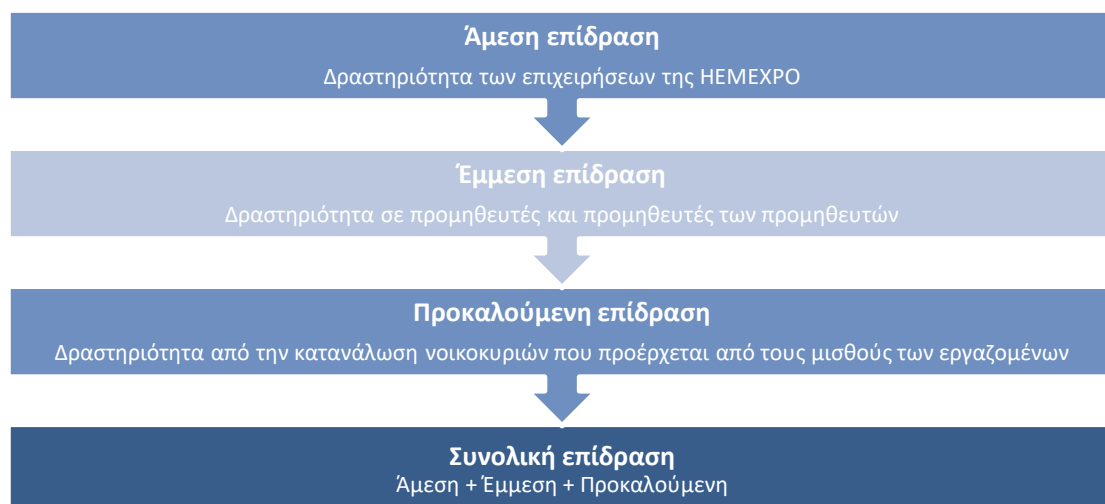 Άμεση επίδραση
Δραστηριότητα των επιχειρήσεων της HEMEXPO
Έμμεση επίδραση
Δραστηριότητα σε προμηθευτές και προμηθευτές των προμηθευτών
Προκαλούμενη επίδραση
Δραστηριότητα από την κατανάλωση νοικοκυριών που προέρχεται από τους μισθούς των εργαζομένων
Συνολική επίδραση
Άμεση + Έμμεση + Προκαλούμενη